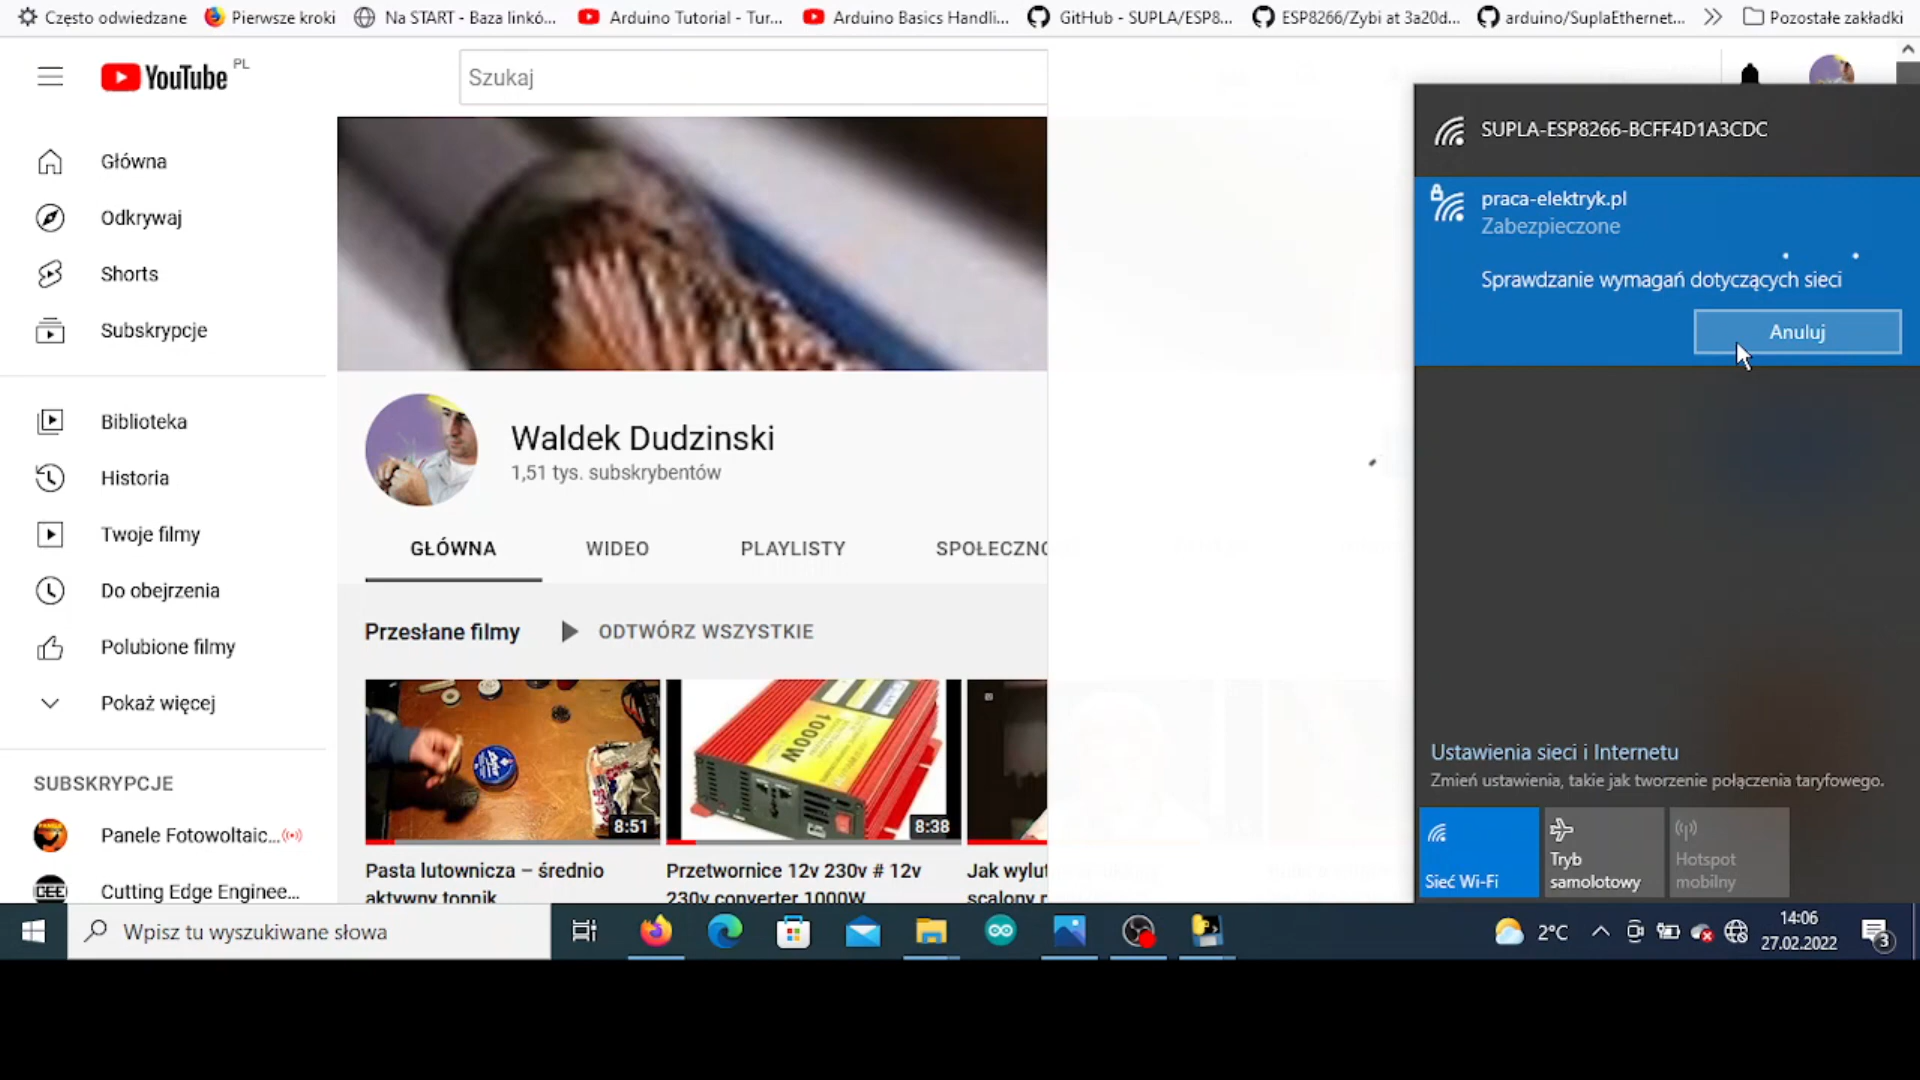 Często odwiedzane
Pierwsze kroki
Na START - Baza linkó...
Arduino Tutorial - Tur...
Arduino Basics Handli...
GitHub - SUPLA/ESP8...
ESP8266/Zybi at 3a20d...
arduino/SuplaEthernet...
Pozostałe zakładki
YouTube PL
Szukaj
Główna
Odkrywaj
Shorts
Subskrypcje
Biblioteka
Historia
Twoje filmy
Do obejrzenia
Polubione filmy
Pokaż więcej
SUBSKRYPCJE
Panele Fotowoltaic...
Cutting Edge Enginee...
Waldek Dudzinski
1,51 tys. subskrybentów
GŁÓWNA
WIDEO
PLAYLISTY
SPOŁECZNO
Przesłane filmy
ODTWÓRZ WSZYSTKIE
8:51
1000W
8:38
Pasta lutownicza – średnio
aktywny topnik
Przetwornice 12v 230v # 12v
230v converter 1000W
Jak wylut
scalony
SUPLA-ESP8266-BCFF4D1A3CDC
praca-elektryk.pl
Zabezpieczone
Sprawdzanie wymagań dotyczących sieci
Anuluj
Ustawienia sieci i Internetu
Zmień ustawienia, takie jak tworzenie połączenia taryfowego.
Sieć Wi-Fi
Tryb
samolotowy
Hotspot
mobilny
Wpisz tu wyszukiwane słowa
2°C
14:06
27.02.2022
3